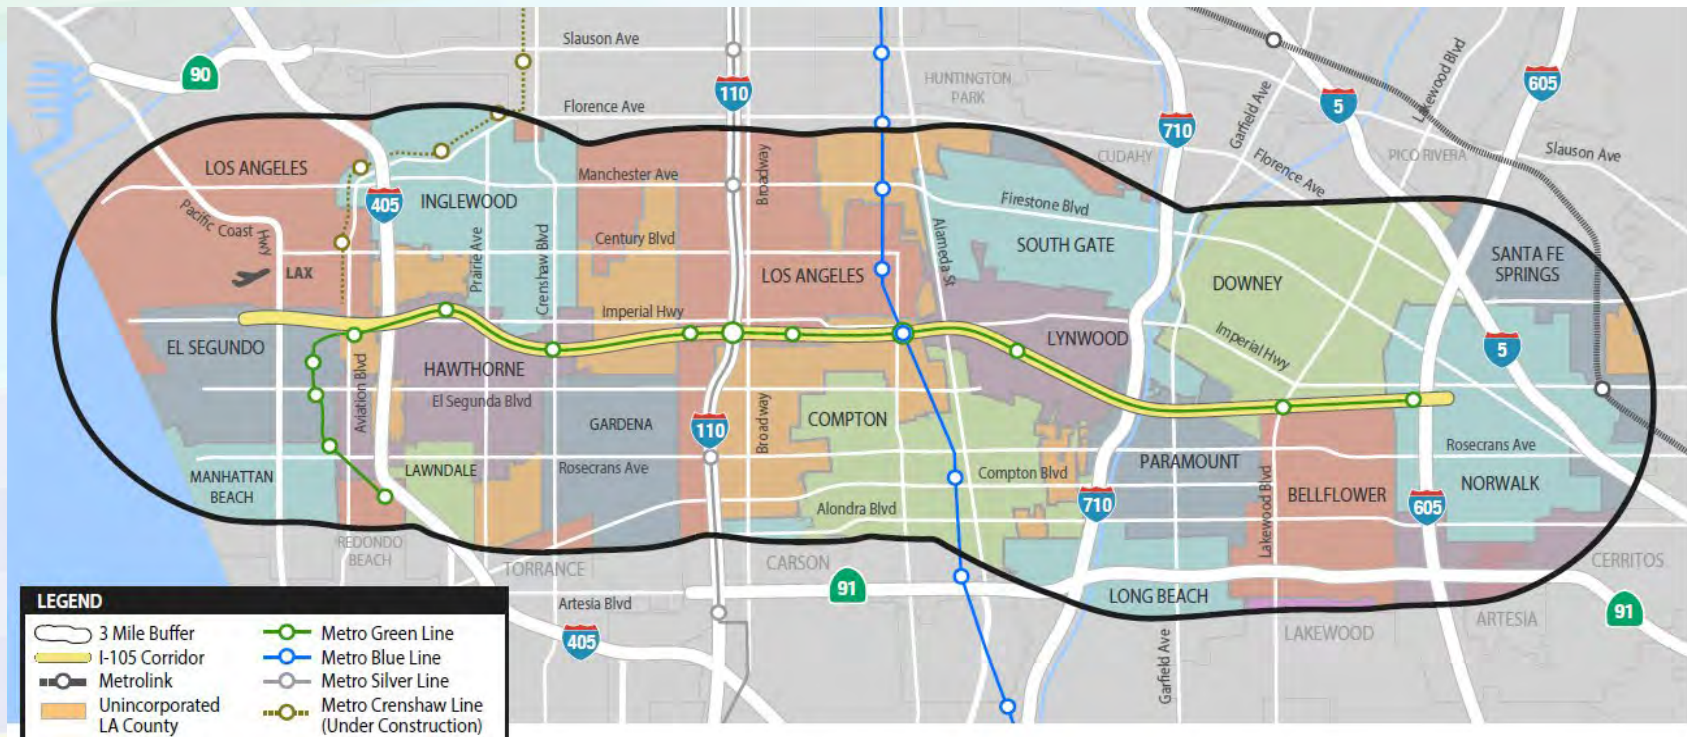 Slauson Ave
90
HUNTINGTON
PARK
110
5
605
Lakewood Blvd
Garfield Ave
Florence Ave
710
CUDAHY
Florence Ave
PICO RIVERA
Slauson Ave
LOS ANGELES
Manchester Ave
Broadway
405
INGLEWOOD
Firestone Blvd
Pacific Coast Hwy
Prairie Ave
Crenshaw Blvd
Century Blvd
Alameda St
SOUTH GATE
SANTA FE
SPRINGS
LAX
LOS ANGELES
DOWNEY
Imperial Hwy
EL SEGUNDO
LYNWOOD
Imperial Hwy
5
Aviation Blvd
HAWTHORNE
El Segunda Blvd
GARDENA
110
Broadway
COMPTON
Rosecrans Ave
MANHATTAN
BEACH
LAWNDALE
Rosecrans Ave
Compton Blvd
PARAMOUNT
Lakewood Blvd
BELLFLOWER
NORWALK
710
605
Alondra Blvd
REDONDO
BEACH
TORRANCE
CARSON
CERRITOS
91
Artesia Blvd
LONG BEACH
ARTESIA
91
LAKEWOOD
405
Garfield Ave
LEGEND
3 Mile Buffer
I-105 Corridor
Metrolink
Unincorporated
LA County
Metro Green Line
Metro Blue Line
Metro Silver Line
Metro Crenshaw Line
(Under Construction)